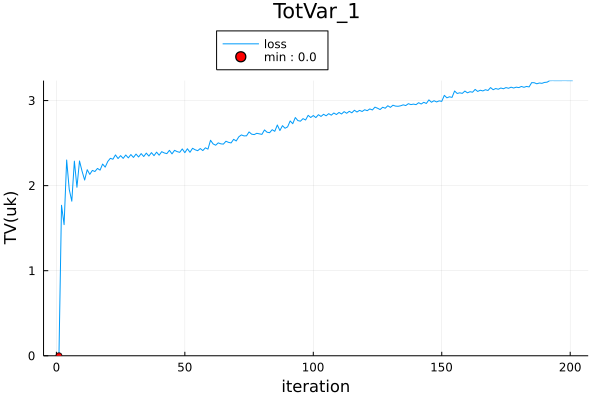 TotVar_1
loss
min : 0.0
TV(uk)
3
2
1
0
0 50 100 150 200
iteration